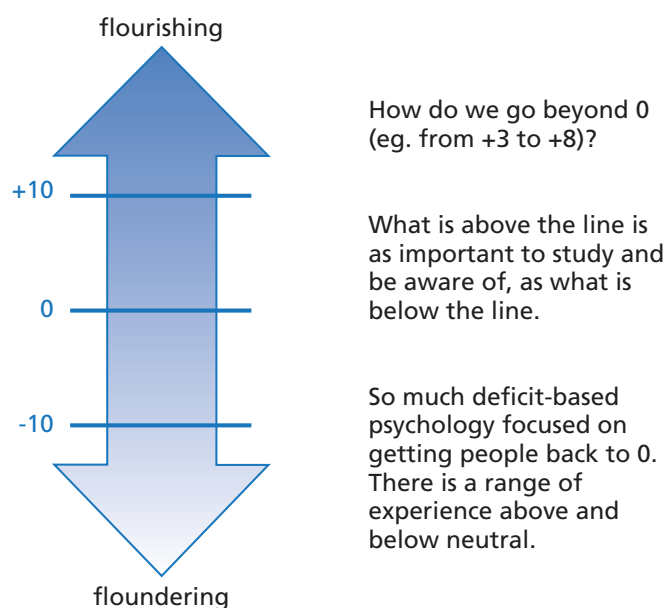 flourishing
How do we go beyond 0
(eg. from +3 to +8)?
+10
What is above the line is
as important to study and
be aware of, as what is
below the line.
0
So much deficit-based
psychology focused on
getting people back to 0.
There is a range of
experience above and
below neutral.
-10
floundering